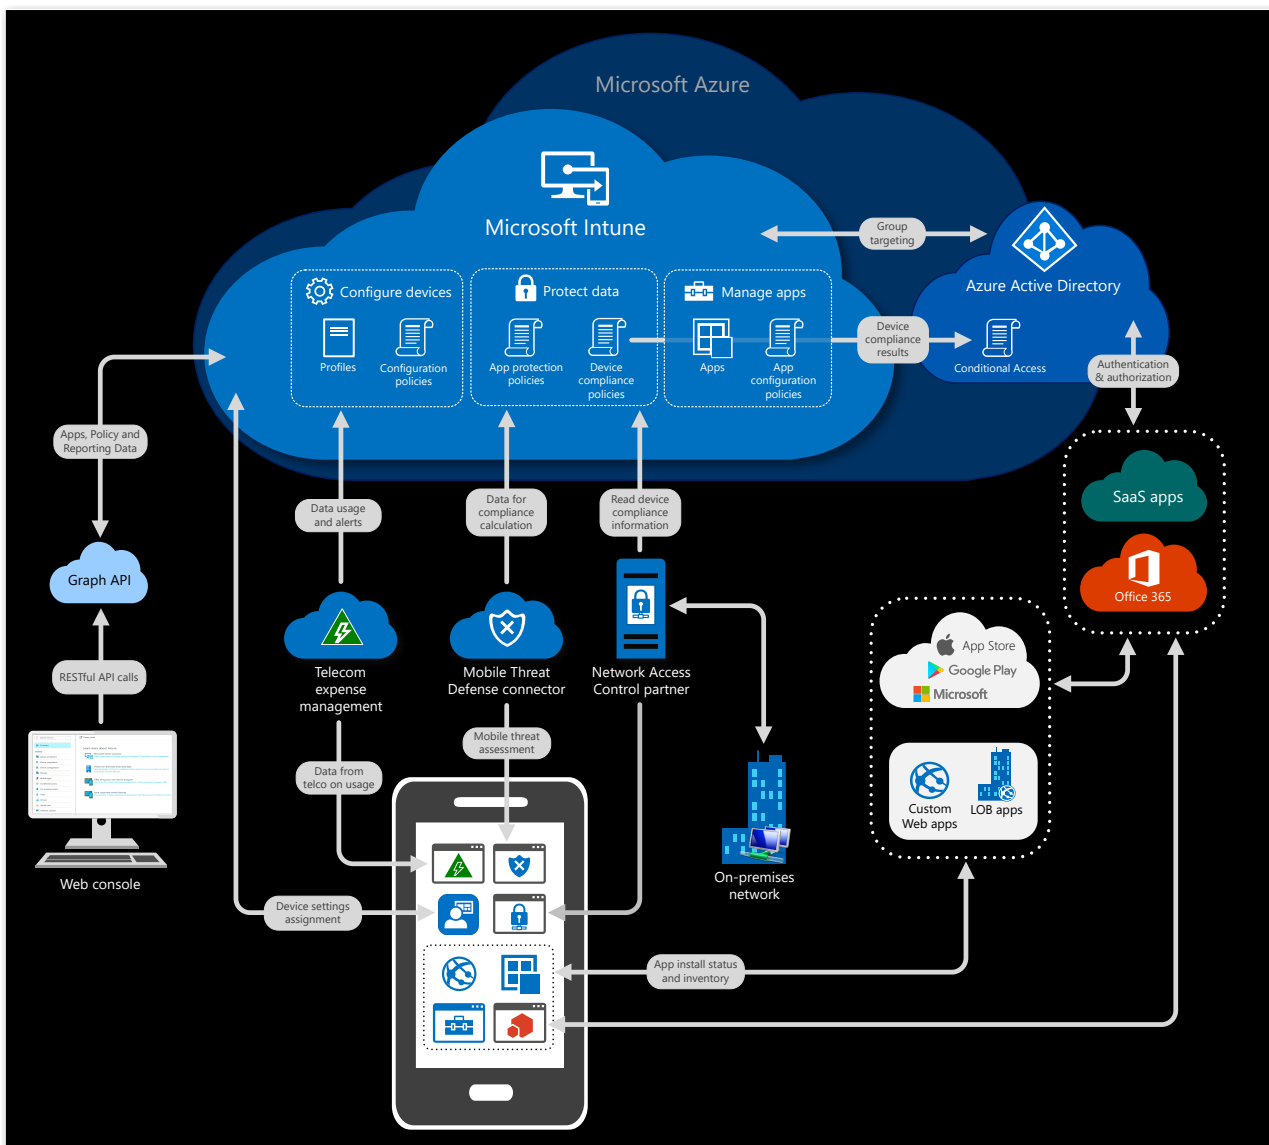 Microsoft Azure
Microsoft Intune
Group
targeting
Azure Active Directory
Configure devices
Protect data
Manage apps
Profiles
Configuration
policies
App protection
policies
Device
compliance
policies
Apps
App
configuration
policies
Device
compliance
results
Conditional Access
Authentication
& authorization
Apps, Policy and
Reporting Data
Data usage
and alerts
Data for
compliance
calculation
Read device
compliance
information
SaaS apps
Office 365
Graph API
RESTful API calls
Telecom
expense
management
Mobile Threat
Defense connector
Network Access
Control partner
App Store
Google Play
Microsoft
Mobile threat
assessment
Data from
telco on usage
Custom
Web apps
LOB apps
Web console
On-premises
network
Device settings
assignment
App install status
and inventory